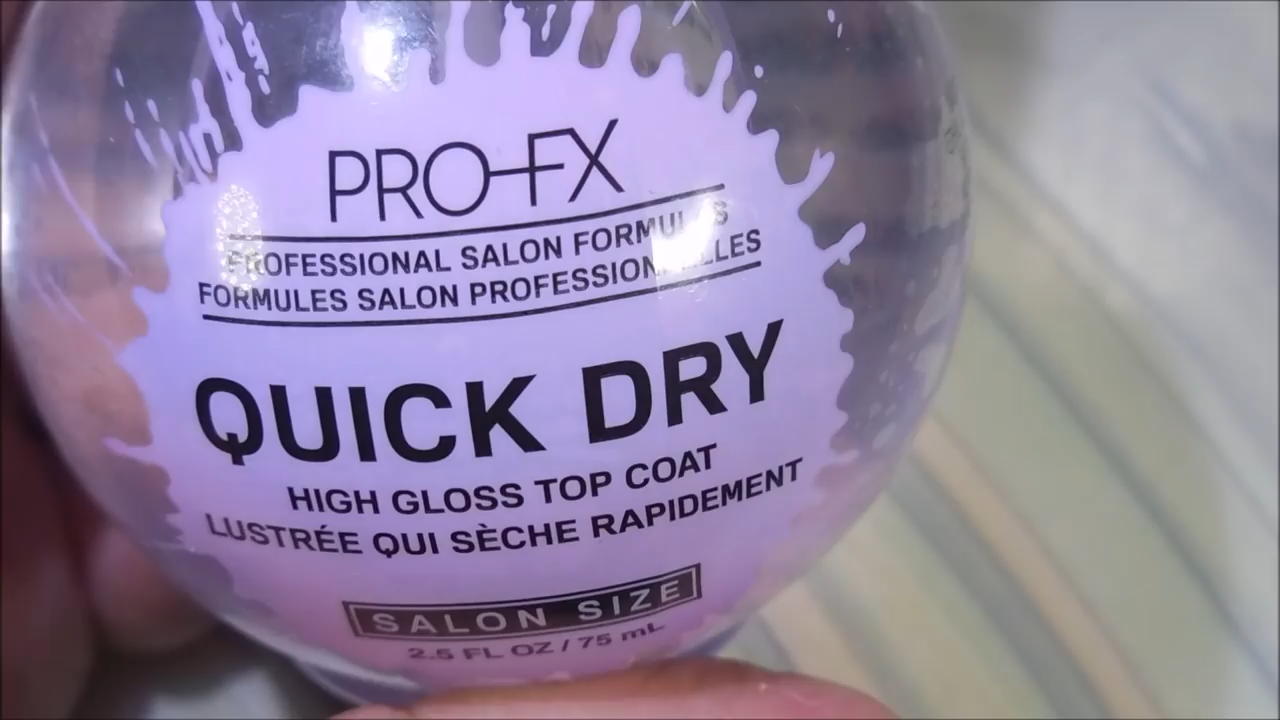 PRO-FX
PROFESSIONAL SALON FORMULAS
FORMULES SALON PROFESSIONNELLES
QUICK DRY
HIGH GLOSS TOP COAT
LUSTRÉE QUI SÈCHE RAPIDEMENT
SALON SIZE
2.5 FL OZ / 75 mL